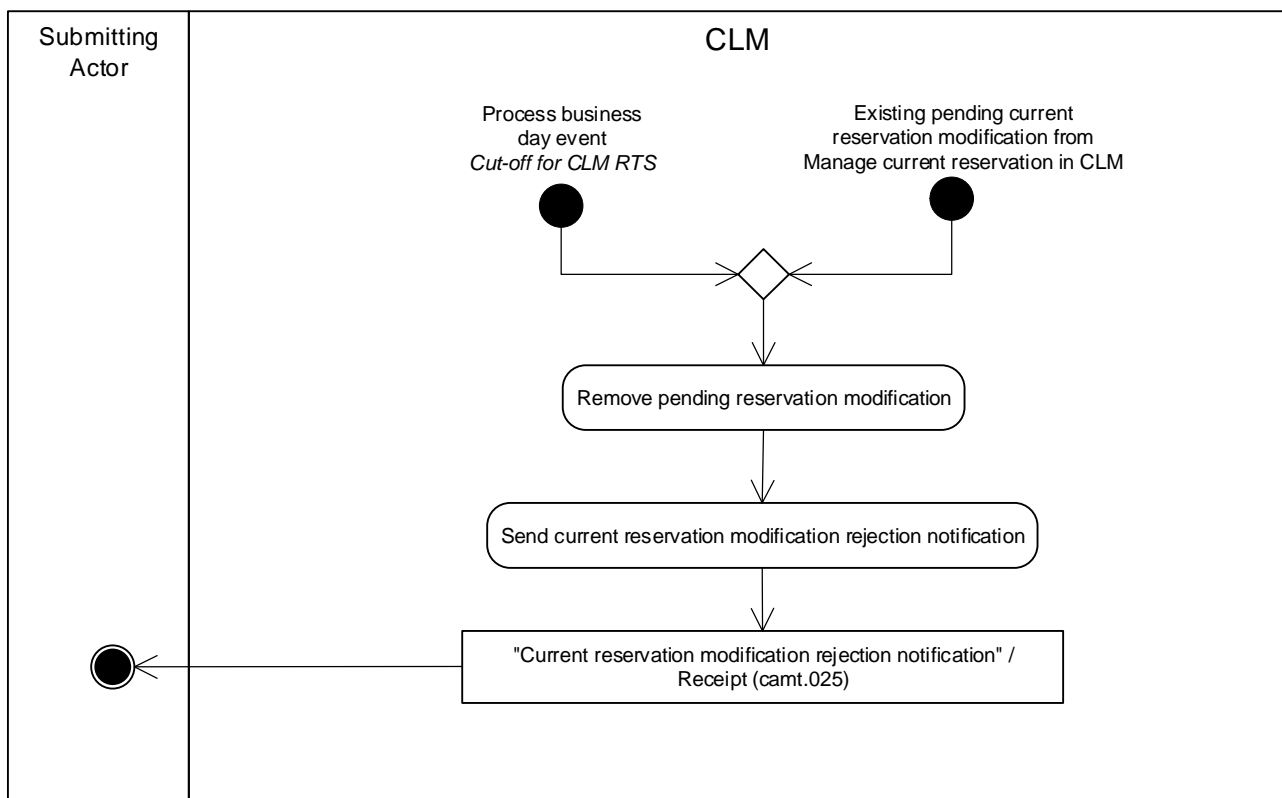 Submitting
Actor
CLM
Process business
day event
Cut-off for CLM RTS
Existing pending current
reservation modification from
Manage current reservation in CLM
Remove pending reservation modification
Send current reservation modification rejection notification
"Current reservation modification rejection notification" /
Receipt (camt.025)